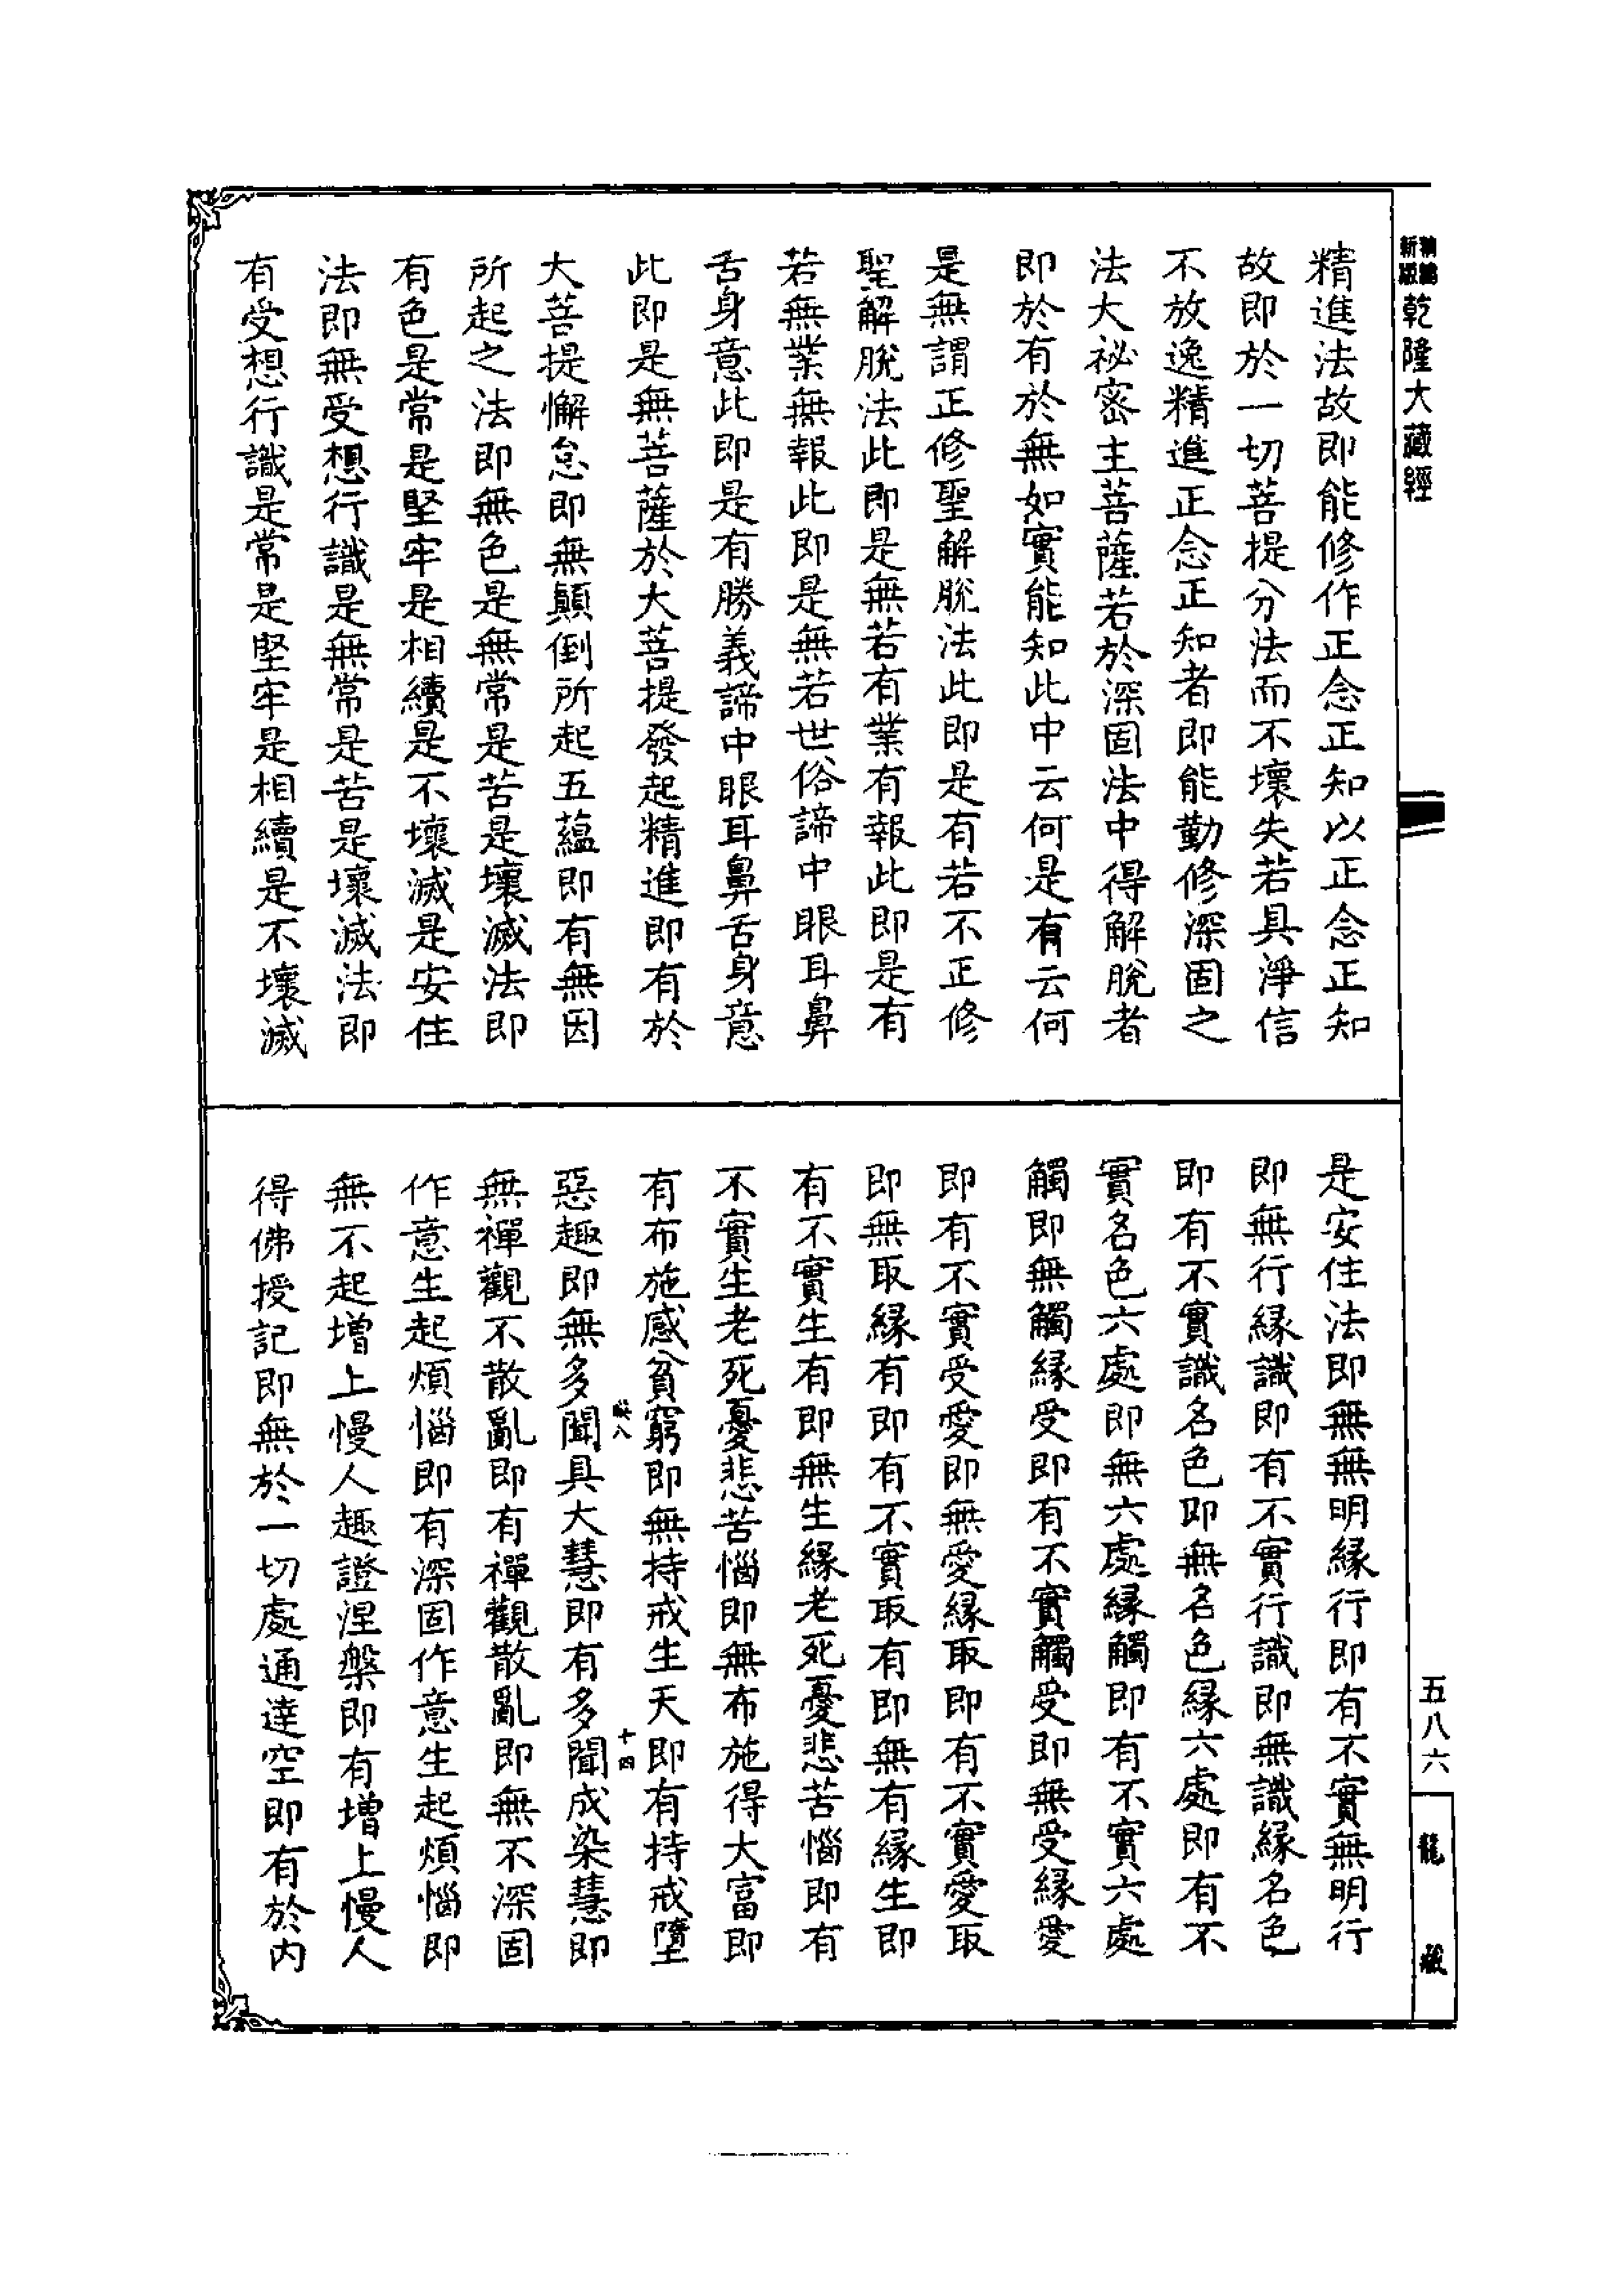 新版 精編 乾隆大藏經
精進法故即能修作正念正知以正念正知
故即於一切菩提分法而不壞失若具淨信
不放逸精進正念正知者即能勤修深固之
法大祕密主菩薩若於深固法中得解脫者
即於有於無如實能知此中云何是有云何
是無謂正修聖解脫法此即是有若不正修
聖解脫法此即是無若有業有報此即是有
若無業無報此即是無若世俗諦中眼耳鼻
舌身意此即是有勝義諦中眼耳鼻舌身意
此即是無菩薩於大菩提發起精進即有於
大菩提懈怠即無顛倒所起五蘊即有無因
所起之法即無色是無常是苦是壞滅法即
有色是常是堅牢是相續是不壞滅是安住
法即無受想行識是無常是苦是壞滅法即
有受想行識是常是堅牢是相續是不壞滅
是安住法即無無明緣行即有不實無明行
即無行緣識即有不實行識即無識緣名色
即有不實識名色即無名色緣六處即有不
實名色六處即無六處緣觸即有不實六處
觸即無觸緣受即有不實觸受即無受緣愛
即有不實受愛即無愛緣取即有不實愛取
即無取緣有即有不實取有即無有緣生即
有不實生有即無生緣老死憂悲苦惱即有
不實生老死憂悲苦惱即無布施得大富即
有布施感貧窮即無持戒生天即有持戒墮
八 十四
惡趣即無多聞具大慧即有多聞成染慧即
無禪觀不散亂即有禪觀散亂即無不深固
作意生起煩惱即有深固作意生起煩惱即
無不起增上慢人趣證涅槃即有增上慢人
得佛授記即無於一切處通達空即有於內
五八六
龍藏